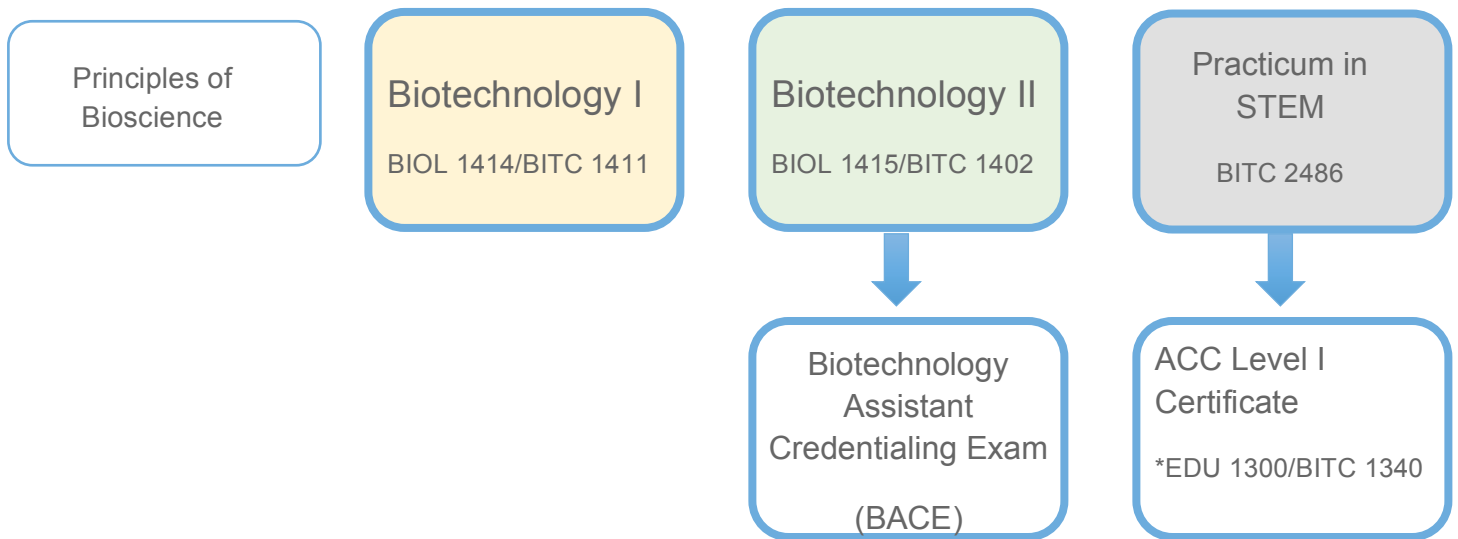 Principles of
Bioscience
Biotechnology I
BIOL 1414/BITC 1411
Biotechnology II
BIOL 1415/BITC 1402
Practicum in
STEM
BITC 2486
Biotechnology
Assistant
Credentialing Exam
(BACE)
ACC Level I
Certificate
*EDU 1300/BITC 1340